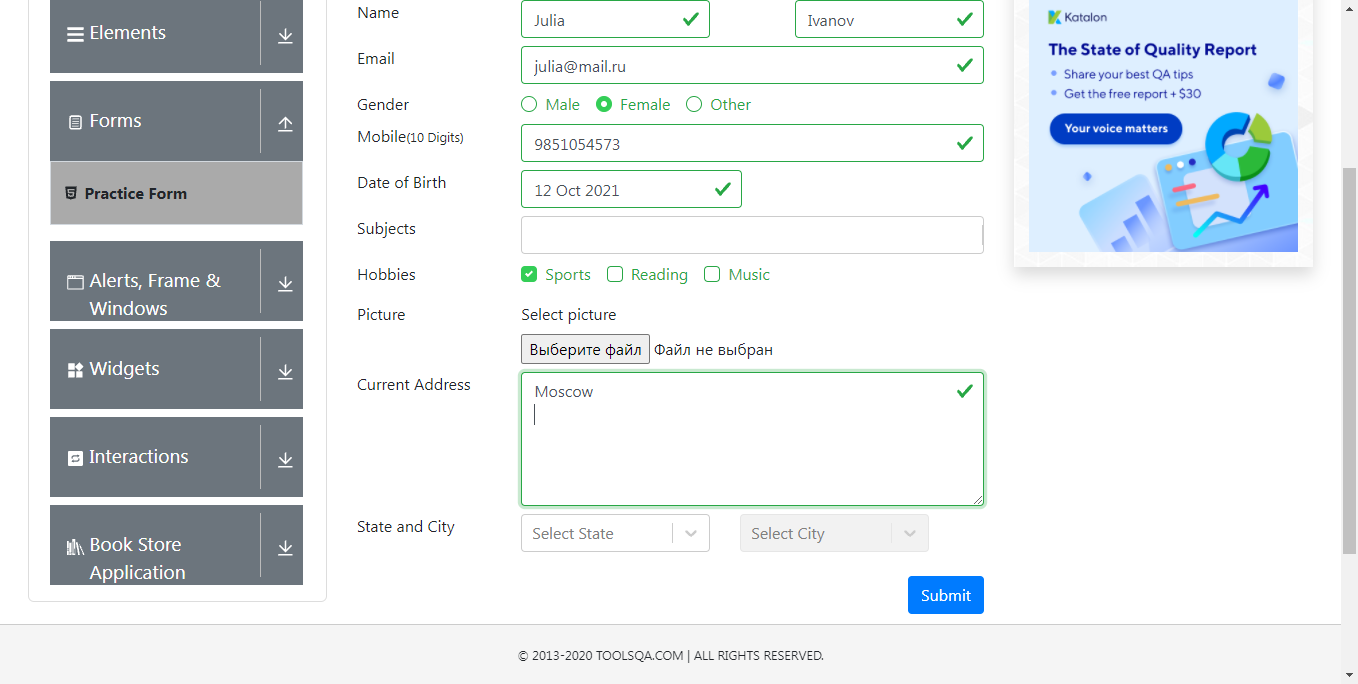 Elements
Forms
Practice Form
Alerts, Frame &
Windows
Widgets
Interactions
Book Store
Application
Name
Julia
Ivanov
Email
julia@mail.ru
Gender
Male
Female
Other
Mobile(10 Digits)
9851054573
Date of Birth
12 Oct 2021
Subjects
Hobbies
Sports
Reading
Music
Picture
Select picture
Выберите файл
Файл не выбран
Current Address
Moscow
State and City
Select State
Select City
Submit
Katalon
The State of Quality Report
Share your best QA tips
Get the free report + $30
Your voice matters
© 2013-2020 TOOLSQA.COM | ALL RIGHTS RESERVED.